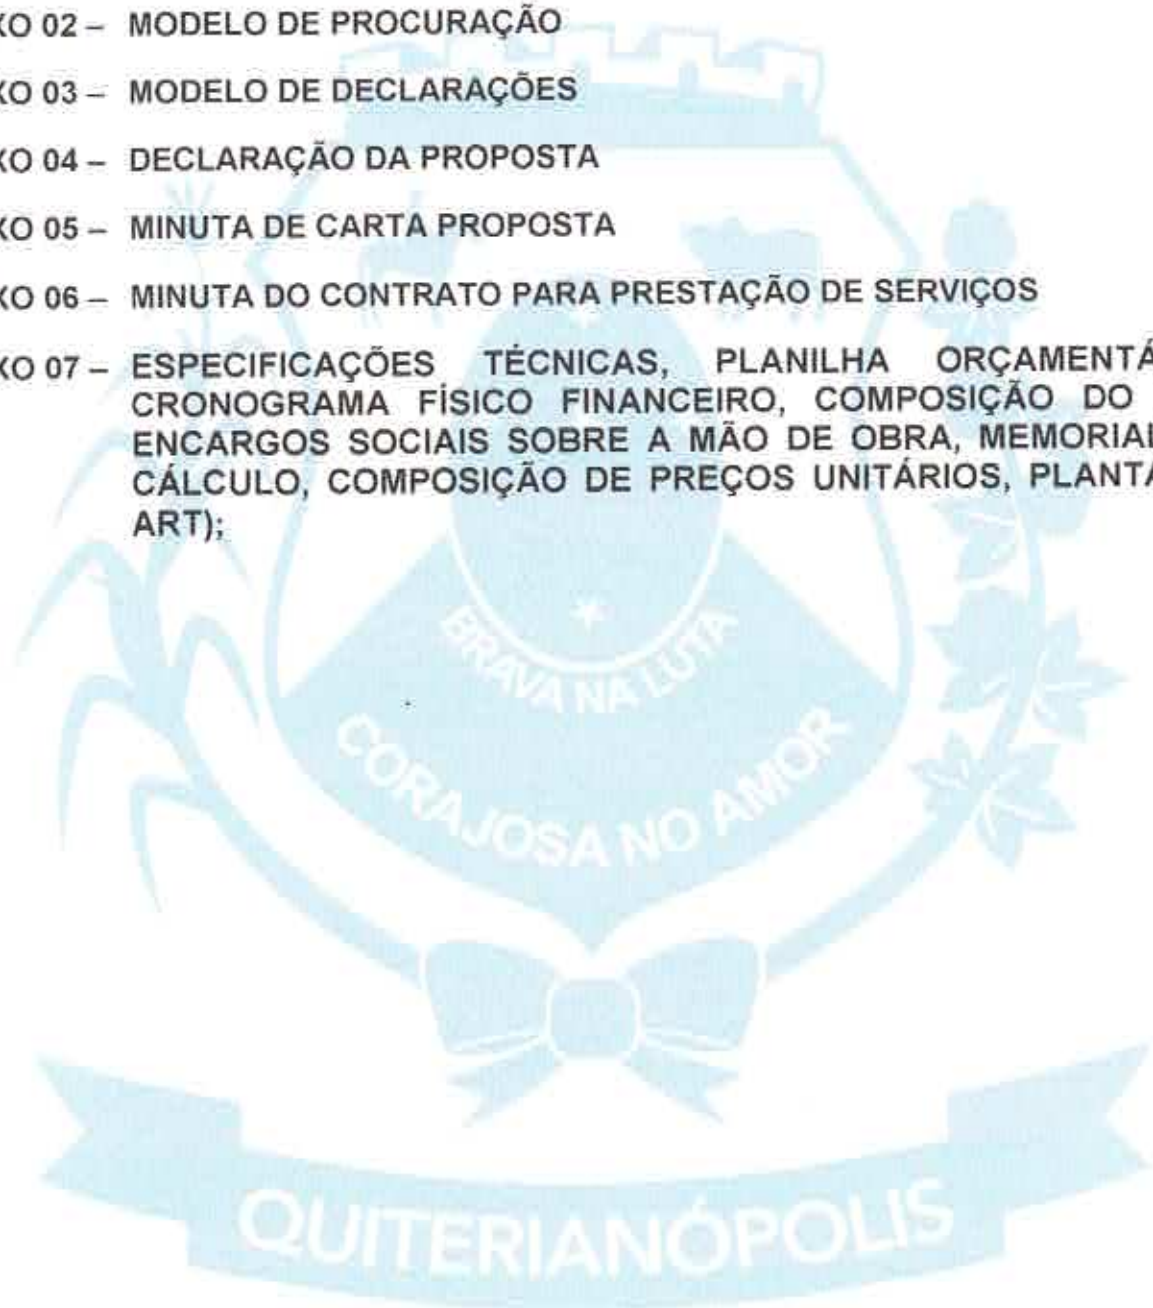 XO 02 – MODELO DE PROCURAÇÃO
XO 03 – MODELO DE DECLARAÇÕES
XO 04 – DECLARAÇÃO DA PROPOSTA
XO 05 – MINUTA DE CARTA PROPOSTA
XO 06 – MINUTA DO CONTRATO PARA PRESTAÇÃO DE SERVIÇOS
XO 07 – ESPECIFICAÇÕES TÉCNICAS, PLANILHA ORÇAMENTÁ
CRONOGRAMA FÍSICO FINANCEIRO, COMPOSIÇÃO DO
ENCARGOS SOCIAIS SOBRE A MÃO DE OBRA, MEMORIAL
CÁLCULO, COMPOSIÇÃO DE PREÇOS UNITÁRIOS, PLANTA
ART);
BRAVA NA LUTA
CORAJOSA NO AMOR
QUITERIANÓPOLIS